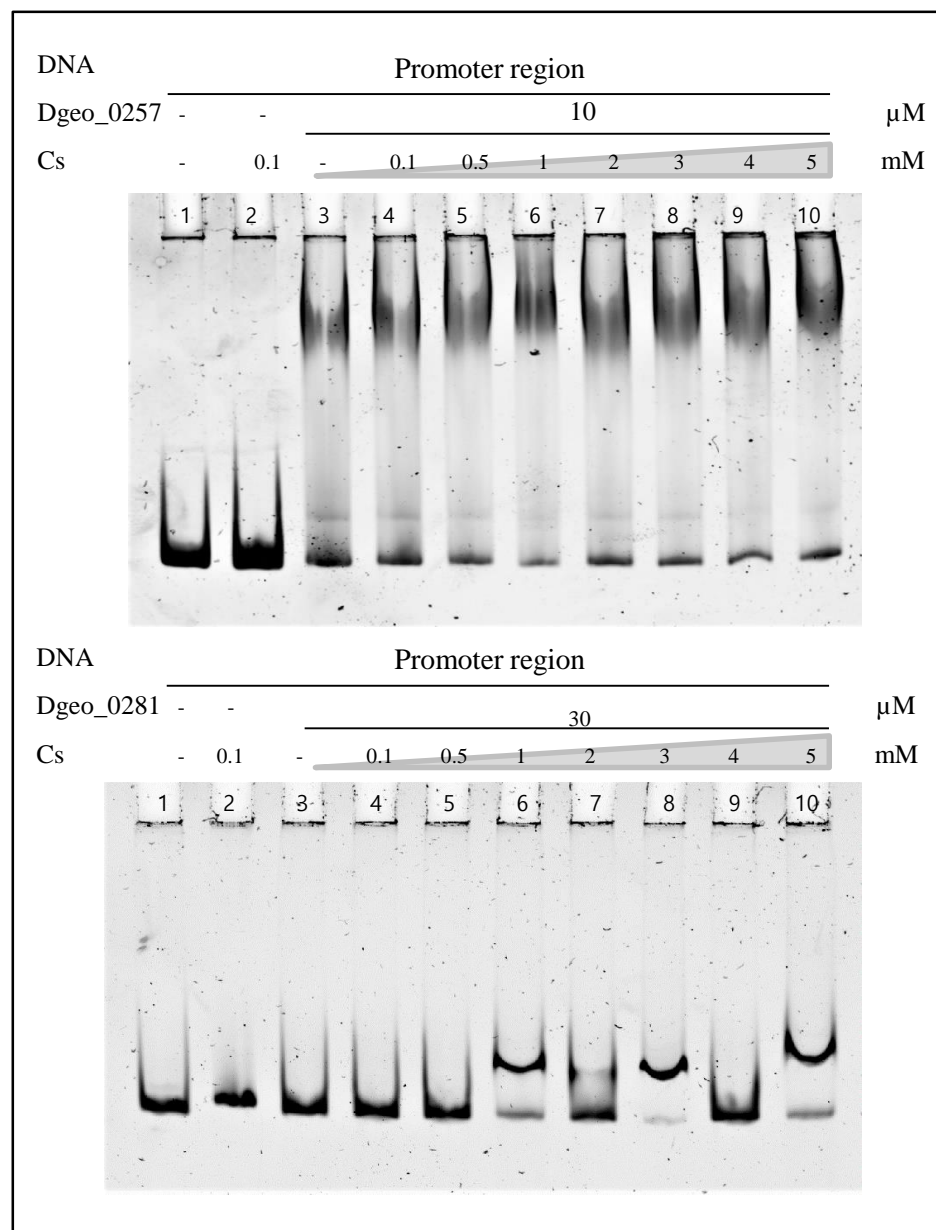 DNA Promoter region
Dgeo_0257 - - 10 µM
Cs - 0.1 - 0.1 0.5 1 2 3 4 5 mM
1 2 3 4 5 6 7 8 9 10
DNA Promoter region
Dgeo_0281 - - 30 µM
Cs - 0.1 - 0.1 0.5 1 2 3 4 5 mM
1 2 3 4 5 6 7 8 9 10